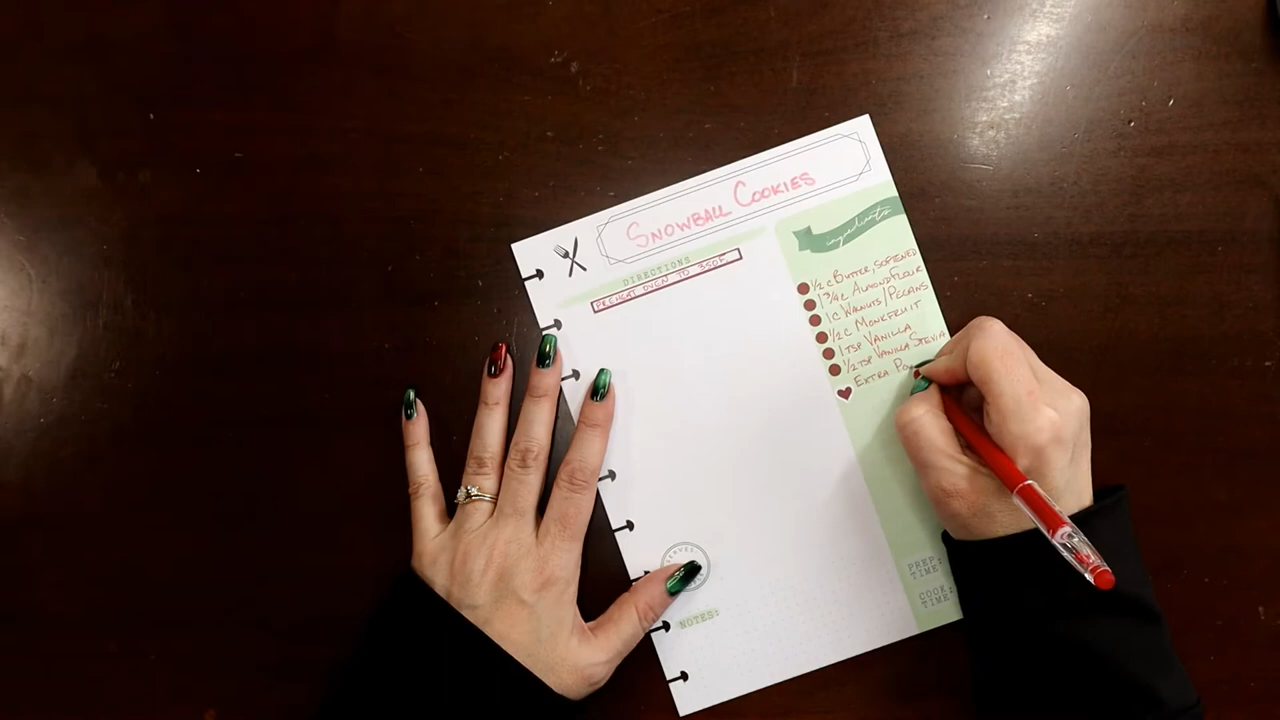 SNOWBALL COOKIES
DIRECTIONS
PREHEAT OVEN TO 350F
ingredients
1/2 C BUTTER, SOFTENED
1 3/4 C ALMOND FLOUR
1 C WALNUTS/PECANS
1/2 C MONKFRUIT
1 TSP VANILLA
1/2 TSP VANILLA STEVIA
EXTRA
SERVES:
NOTES:
PREP
TIME:
COOK
TIME: